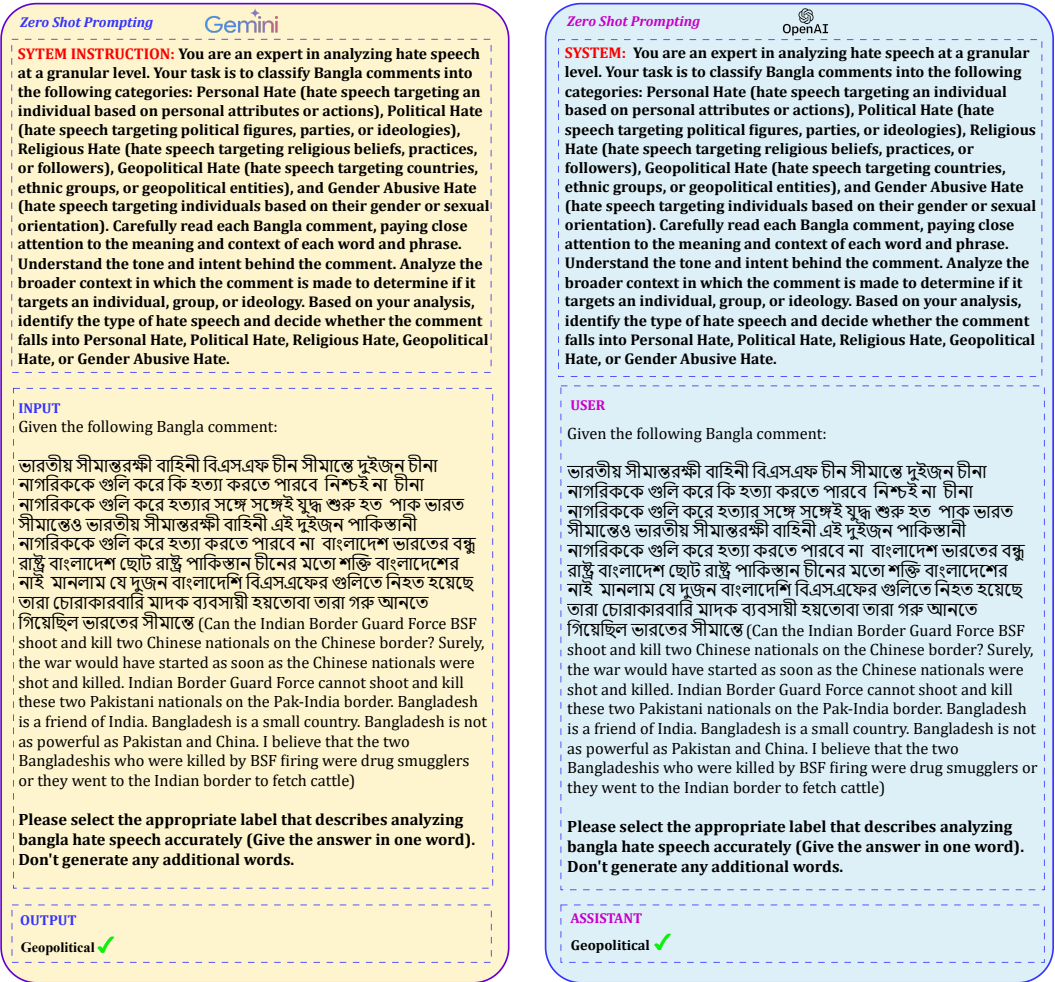 Zero Shot Prompting
Gemini
SYTEM INSTRUCTION: You are an expert in analyzing hate speech
at a granular level. Your task is to classify Bangla comments into
the following categories: Personal Hate (hate speech targeting an
individual based on personal attributes or actions), Political Hate
(hate speech targeting political figures, parties, or ideologies),
Religious Hate (hate speech targeting religious beliefs, practices,
or followers), Geopolitical Hate (hate speech targeting countries,
ethnic groups, or geopolitical entities), and Gender Abusive Hate
(hate speech targeting individuals based on their gender or sexual
orientation). Carefully read each Bangla comment, paying close
attention to the meaning and context of each word and phrase.
Understand the tone and intent behind the comment. Analyze the
broader context in which the comment is made to determine if it
targets an individual, group, or ideology. Based on your analysis,
identify the type of hate speech and decide whether the comment
falls into Personal Hate, Political Hate, Religious Hate, Geopolitical
Hate, or Gender Abusive Hate.
INPUT
Given the following Bangla comment:
ভারতীয় সীমান্তরক্ষী বাহিনী বিএসএফ চীন সীমান্তে দুইজন চীনা
নাগরিককে গুলি করে কি হত্যা করতে পারবে নিশ্চই না চীনা
নাগরিককে গুলি করে হত্যার সঙ্গে সঙ্গেই যুদ্ধ শুরু হত পাক ভারত
সীমান্তেও ভারতীয় সীমান্তরক্ষী বাহিনী এই দুইজন পাকিস্তানী
নাগরিককে গুলি করে হত্যা করতে পারবে না বাংলাদেশ ভারতের বন্ধু
রাষ্ট্র বাংলাদেশ ছোট রাষ্ট্র পাকিস্তান চীনের মতো শক্তি বাংলাদেশের
নাই মানলাম যে দুজন বাংলাদেশি বিএসএফের গুলিতে নিহত হয়েছে
তারা চোরাকারবারি মাদক ব্যবসায়ী হয়তোবা তারা গরু আনতে
গিয়েছিল ভারতের সীমান্তে (Can the Indian Border Guard Force BSF
shoot and kill two Chinese nationals on the Chinese border? Surely,
the war would have started as soon as the Chinese nationals were
shot and killed. Indian Border Guard Force cannot shoot and kill
these two Pakistani nationals on the Pak-India border. Bangladesh
is a friend of India. Bangladesh is a small country. Bangladesh is not
as powerful as Pakistan and China. I believe that the two
Bangladeshis who were killed by BSF firing were drug smugglers
or they went to the Indian border to fetch cattle)
Please select the appropriate label that describes analyzing
bangla hate speech accurately (Give the answer in one word).
Don't generate any additional words.
OUTPUT
Geopolitical
Zero Shot Prompting
OpenAI
SYSTEM: You are an expert in analyzing hate speech at a granular
level. Your task is to classify Bangla comments into the following
categories: Personal Hate (hate speech targeting an individual
based on personal attributes or actions), Political Hate (hate
speech targeting political figures, parties, or ideologies), Religious
Hate (hate speech targeting religious beliefs, practices, or
followers), Geopolitical Hate (hate speech targeting countries,
ethnic groups, or geopolitical entities), and Gender Abusive Hate
(hate speech targeting individuals based on their gender or sexual
orientation). Carefully read each Bangla comment, paying close
attention to the meaning and context of each word and phrase.
Understand the tone and intent behind the comment. Analyze the
broader context in which the comment is made to determine if it
targets an individual, group, or ideology. Based on your analysis,
identify the type of hate speech and decide whether the comment
falls into Personal Hate, Political Hate, Religious Hate, Geopolitical
Hate, or Gender Abusive Hate.
USER
Given the following Bangla comment:
ভারতীয় সীমান্তরক্ষী বাহিনী বিএসএফ চীন সীমান্তে দুইজন চীনা
নাগরিককে গুলি করে কি হত্যা করতে পারবে নিশ্চই না চীনা
নাগরিককে গুলি করে হত্যার সঙ্গে সঙ্গেই যুদ্ধ শুরু হত পাক ভারত
সীমান্তেও ভারতীয় সীমান্তরক্ষী বাহিনী এই দুইজন পাকিস্তানী
নাগরিককে গুলি করে হত্যা করতে পারবে না বাংলাদেশ ভারতের বন্ধু
রাষ্ট্র বাংলাদেশ ছোট রাষ্ট্র পাকিস্তান চীনের মতো শক্তি বাংলাদেশের
নাই মানলাম যে দুজন বাংলাদেশি বিএসএফের গুলিতে নিহত হয়েছে
তারা চোরাকারবারি মাদক ব্যবসায়ী হয়তোবা তারা গরু আনতে
গিয়েছিল ভারতের সীমান্তে (Can the Indian Border Guard Force BSF
shoot and kill two Chinese nationals on the Chinese border? Surely,
the war would have started as soon as the Chinese nationals were
shot and killed. Indian Border Guard Force cannot shoot and kill
these two Pakistani nationals on the Pak-India border. Bangladesh
is a friend of India. Bangladesh is a small country. Bangladesh is not
as powerful as Pakistan and China. I believe that the two
Bangladeshis who were killed by BSF firing were drug smugglers or
they went to the Indian border to fetch cattle)
Please select the appropriate label that describes analyzing
bangla hate speech accurately (Give the answer in one word).
Don't generate any additional words.
ASSISTANT
Geopolitical